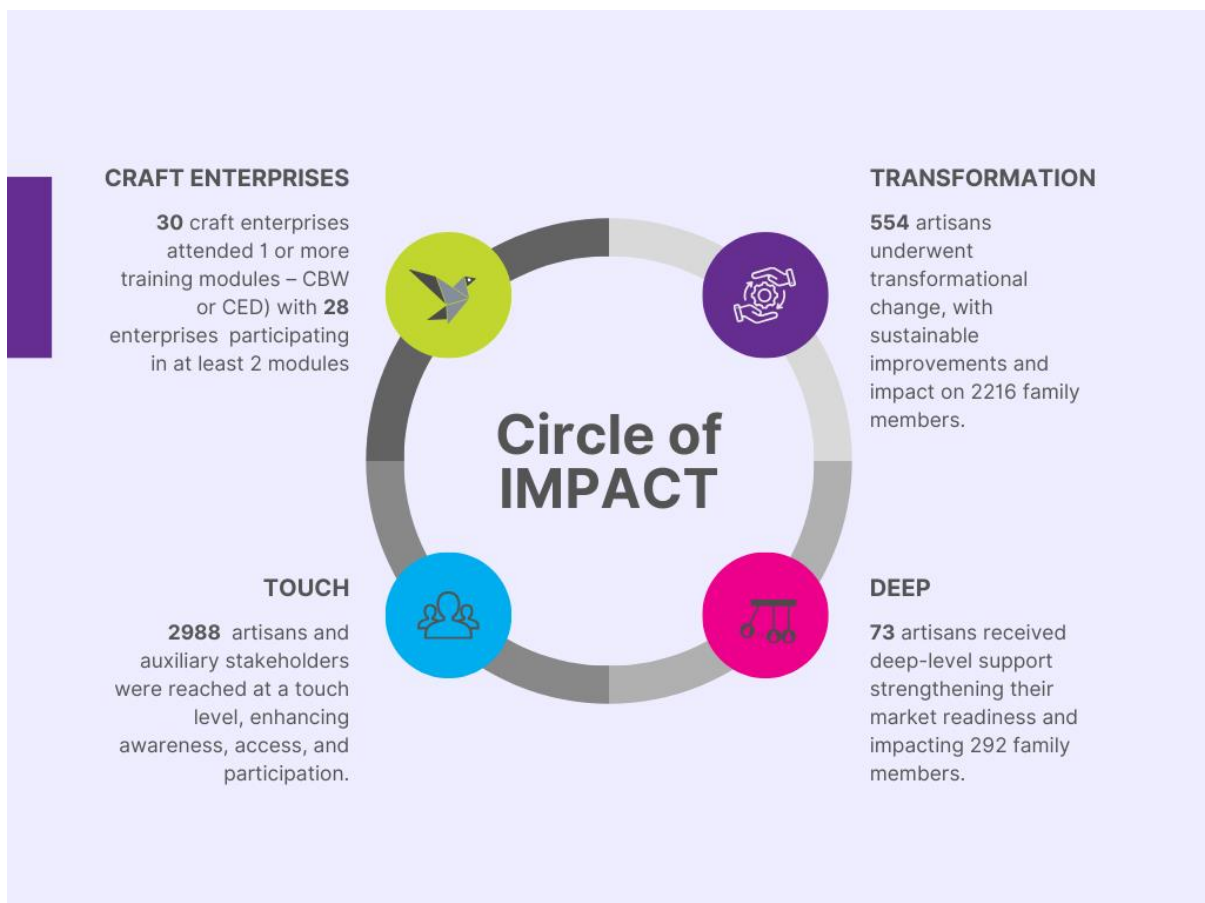 CRAFT ENTERPRISES
30 craft enterprises
attended 1 or more
training modules – CBW
or CED) with 28
enterprises participating
in at least 2 modules
TRANSFORMATION
554 artisans
underwent
transformational
change, with
sustainable
improvements and
impact on 2216 family
members.
Circle of
IMPACT
TOUCH
2988 artisans and
auxiliary stakeholders
were reached at a touch
level, enhancing
awareness, access, and
participation.
DEEP
73 artisans received
deep-level support
strengthening their
market readiness and
impacting 292 family
members.